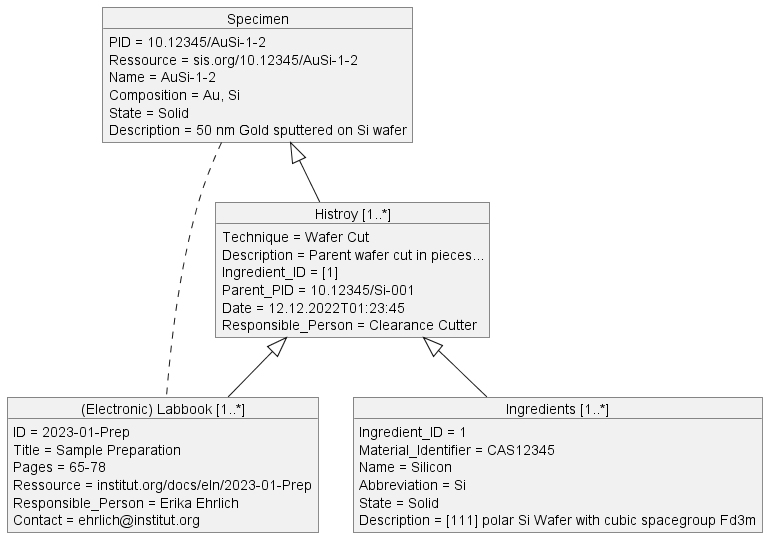 Specimen
PID = 10.12345/AuSi-1-2
Ressource = sis.org/10.12345/AuSi-1-2
Name = AuSi-1-2
Composition = Au, Si
State = Solid
Description = 50 nm Gold sputtered on Si wafer
Histroy [1..*]
Technique = Wafer Cut
Description = Parent wafer cut in pieces...
Ingredient_ID = [1]
Parent_PID = 10.12345/Si-001
Date = 12.12.2022T01:23:45
Responsible_Person = Clearance Cutter
(Electronic) Labbook [1..*]
ID = 2023-01-Prep
Title = Sample Preparation
Pages = 65-78
Ressource = institut.org/docs/eln/2023-01-Prep
Responsible_Person = Erika Ehrlich
Contact = ehrlich@institut.org
Ingredients [1..*]
Ingredient_ID = 1
Material_Identifier = CAS12345
Name = Silicon
Abbreviation = Si
State = Solid
Description = [111] polar Si Wafer with cubic spacegroup Fd3m